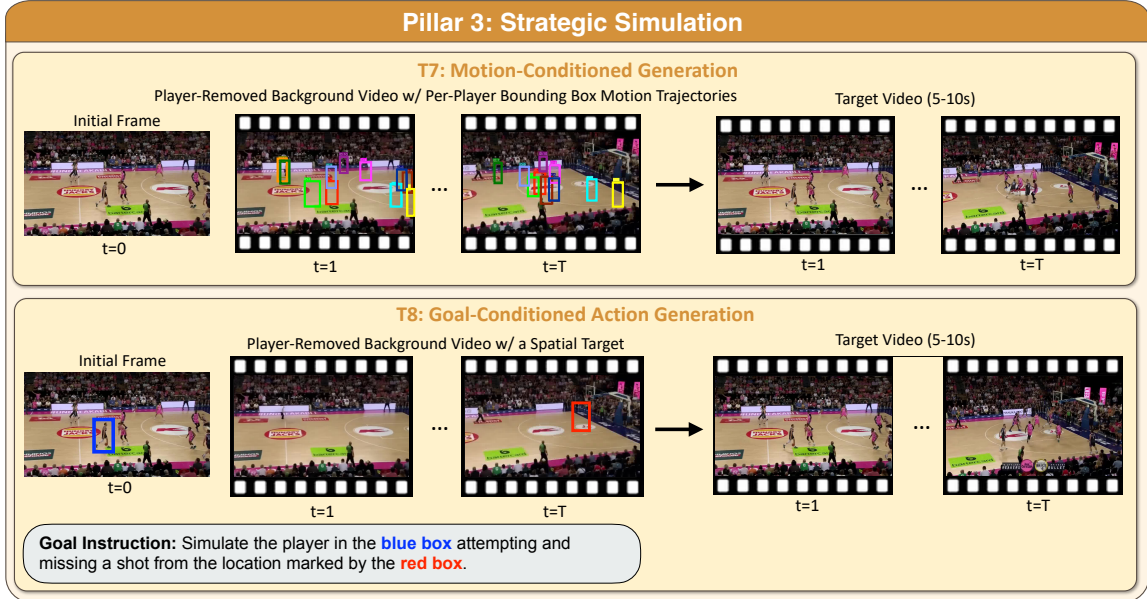 Pillar 3: Strategic Simulation
T7: Motion-Conditioned Generation
Player-Removed Background Video w/ Per-Player Bounding Box Motion Trajectories
Target Video (5-10s)
Initial Frame
t=0
...
t=1
t=T
...
t=1
t=T
T8: Goal-Conditioned Action Generation
Player-Removed Background Video w/ a Spatial Target
Target Video (5-10s)
Initial Frame
t=0
...
t=1
t=T
...
t=1
t=T
Goal Instruction: Simulate the player in the blue box attempting and
missing a shot from the location marked by the red box.